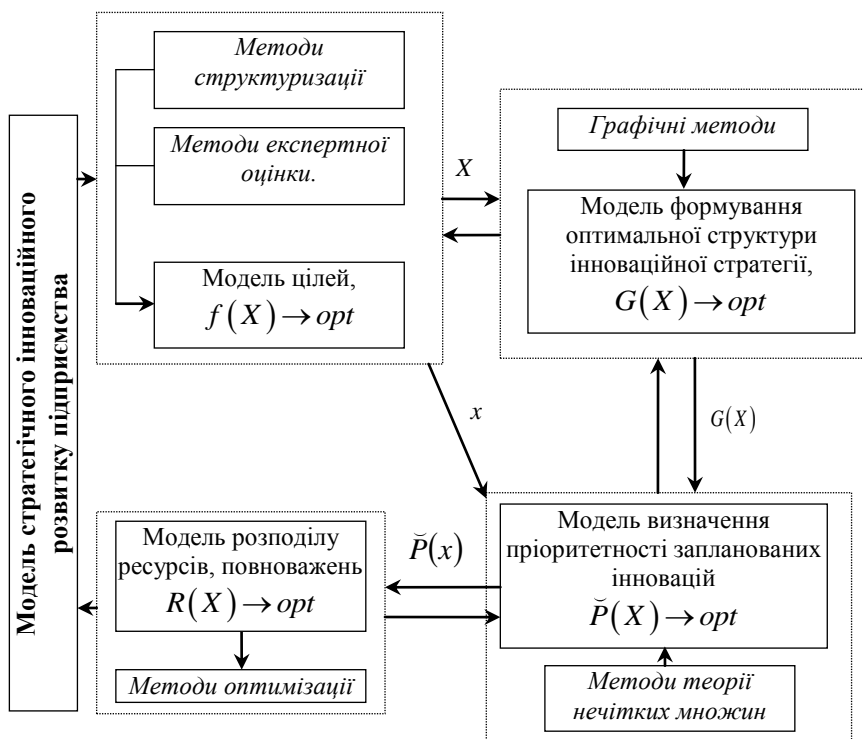 Модель стратегічного інноваційного
розвитку підприємства
Методи
структуризації
Методи експертної
оцінки.
Модель цілей,
f(X) → opt
X
Графічні методи
Модель формування
оптимальної структури
інноваційної стратегії,
G(X) → opt
x
G(X)
Модель розподілу
ресурсів, повноважень
R(X) → opt
Методи оптимізації
P̆(x)
Модель визначення
пріоритетності запланованих
інновацій
P̆(X) → opt
Методи теорії
нечітких множин